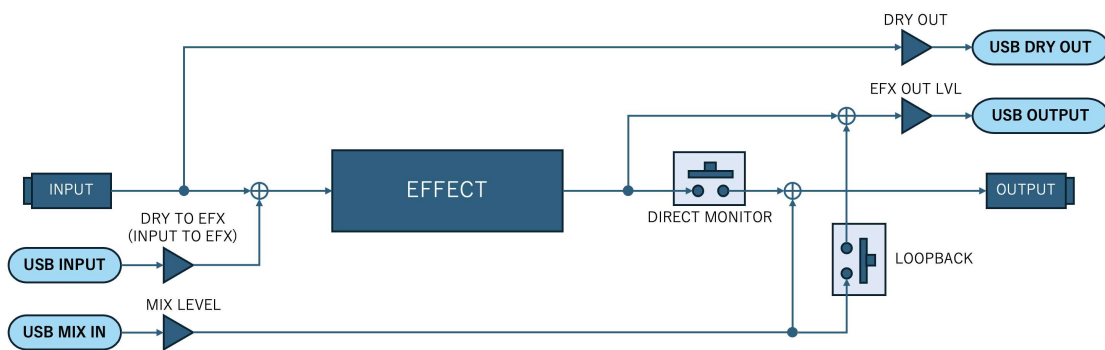 DRY OUT
USB DRY OUT
EFX OUT LVL
USB OUTPUT
INPUT
EFFECT
DIRECT MONITOR
OUTPUT
DRY TO EFX
(INPUT TO EFX)
USB INPUT
LOOPBACK
MIX LEVEL
USB MIX IN